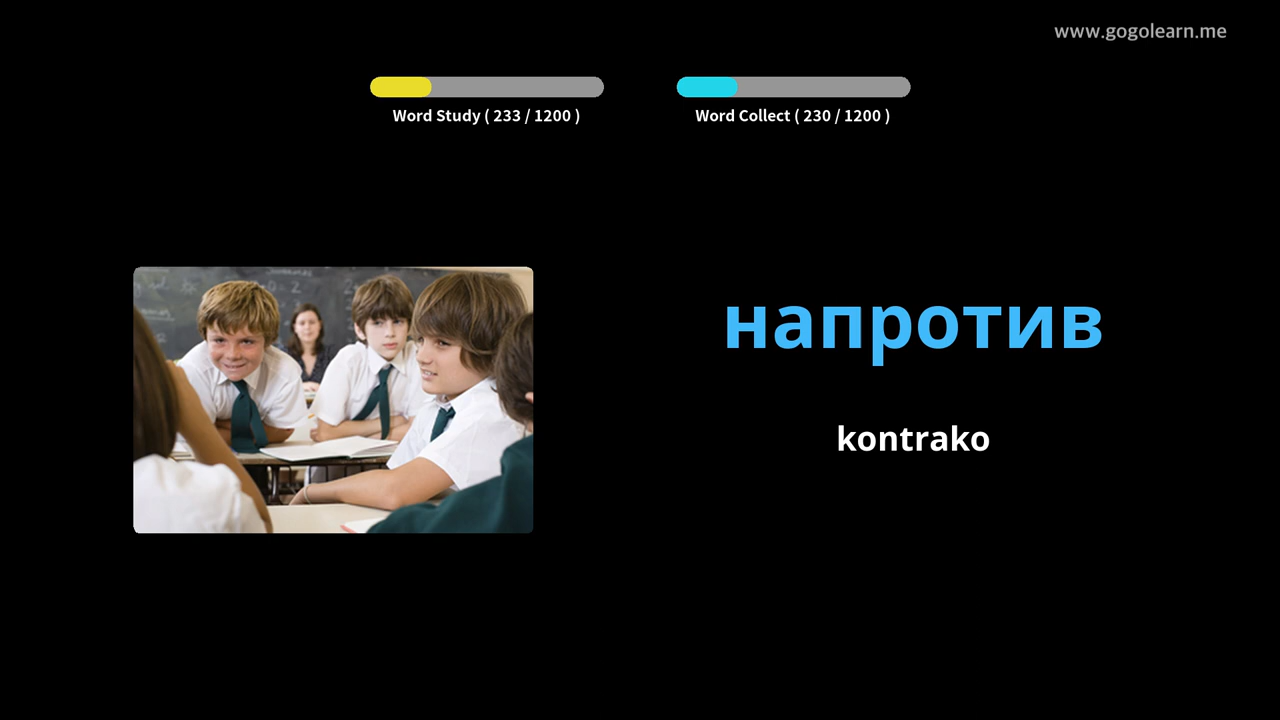 www.gogolearn.me
Word Study ( 233 / 1200 )
Word Collect ( 230 / 1200 )
напротив
kontrako